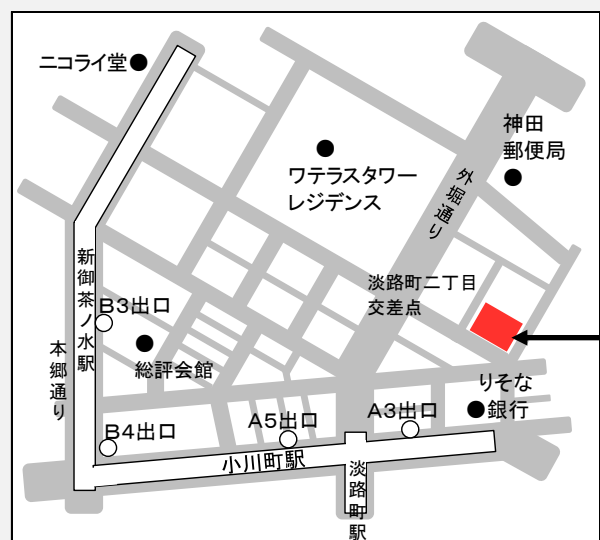 ニコライ堂
神田
郵便局
ワテラスタワー
レジデンス
外堀通り
淡路町二丁目
交差点
新御茶ノ水駅
B3出口
本郷通り
総評会館
りそな
銀行
A3出口
A5出口
B4出口
小川町駅
淡路町駅